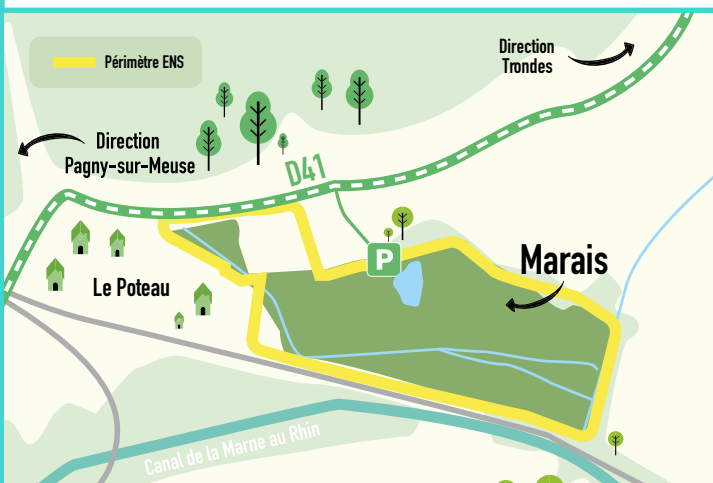 Périmètre ENS
Direction
Trondes
Direction
Pagny-sur-Meuse
D41
P
Marais
Le Poteau
Canal de la Marne au Rhin